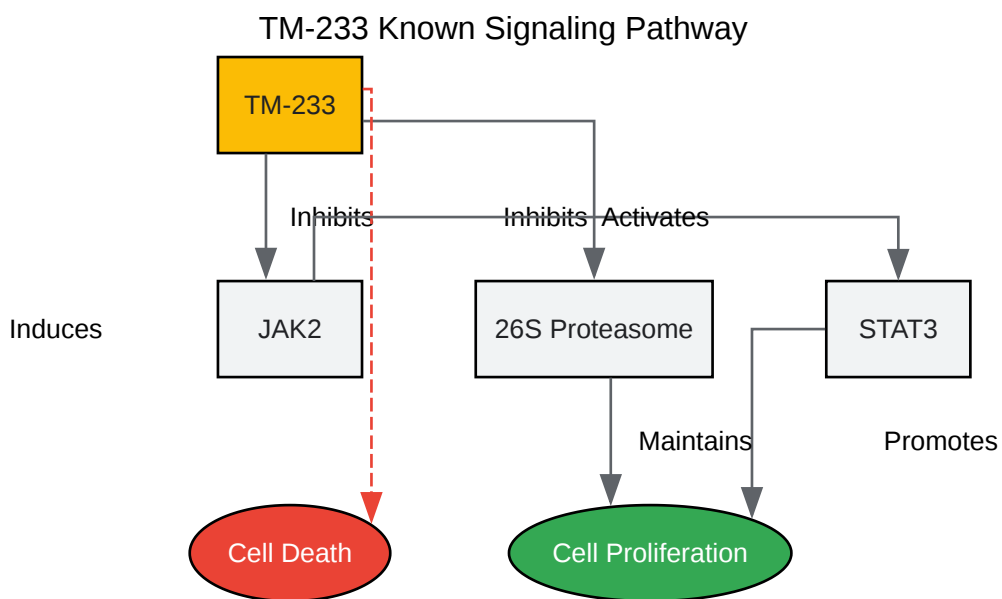 TM-233 Known Signaling Pathway
TM-233
Inhibits
Inhibits
Activates
Induces
JAK2
26S Proteasome
STAT3
Maintains
Promotes
Cell Death
Cell Proliferation